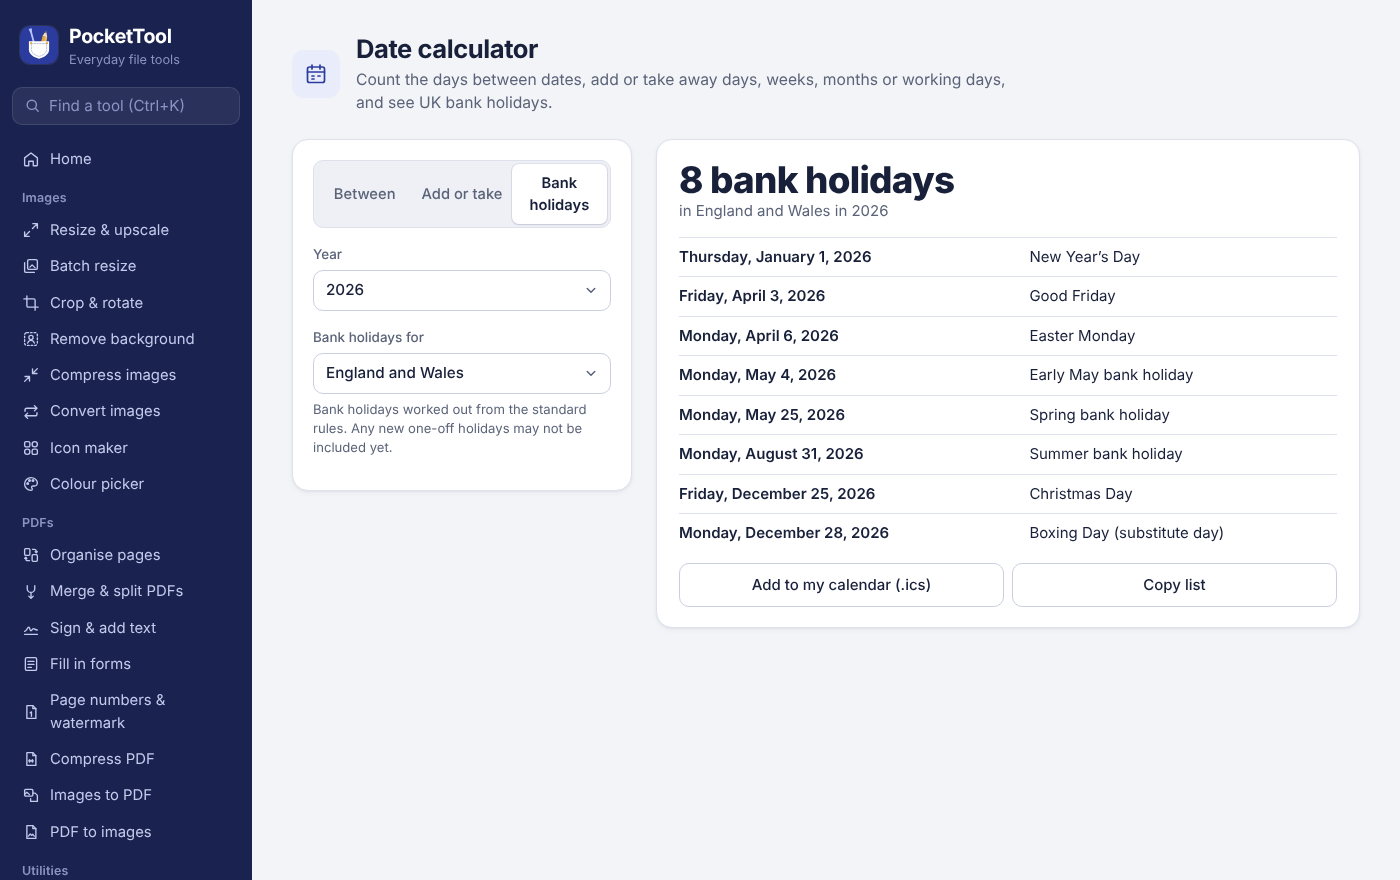 PocketTool
Everyday file tools
Find a tool (Ctrl+K)
Home
Images
Resize & upscale
Batch resize
Crop & rotate
Remove background
Compress images
Convert images
Icon maker
Colour picker
PDFs
Organise pages
Merge & split PDFs
Sign & add text
Fill in forms
Page numbers &
watermark
Compress PDF
Images to PDF
PDF to images
Utilities
Date calculator
Count the days between dates, add or take away days, weeks, months or working days,
and see UK bank holidays.
Between
Add or take
Bank
holidays
Year
2026
Bank holidays for
England and Wales
Bank holidays worked out from the standard
rules. Any new one-off holidays may not be
included yet.
8 bank holidays
in England and Wales in 2026
Thursday, January 1, 2026 New Year’s Day
Friday, April 3, 2026 Good Friday
Monday, April 6, 2026 Easter Monday
Monday, May 4, 2026 Early May bank holiday
Monday, May 25, 2026 Spring bank holiday
Monday, August 31, 2026 Summer bank holiday
Friday, December 25, 2026 Christmas Day
Monday, December 28, 2026 Boxing Day (substitute day)
Add to my calendar (.ics)
Copy list